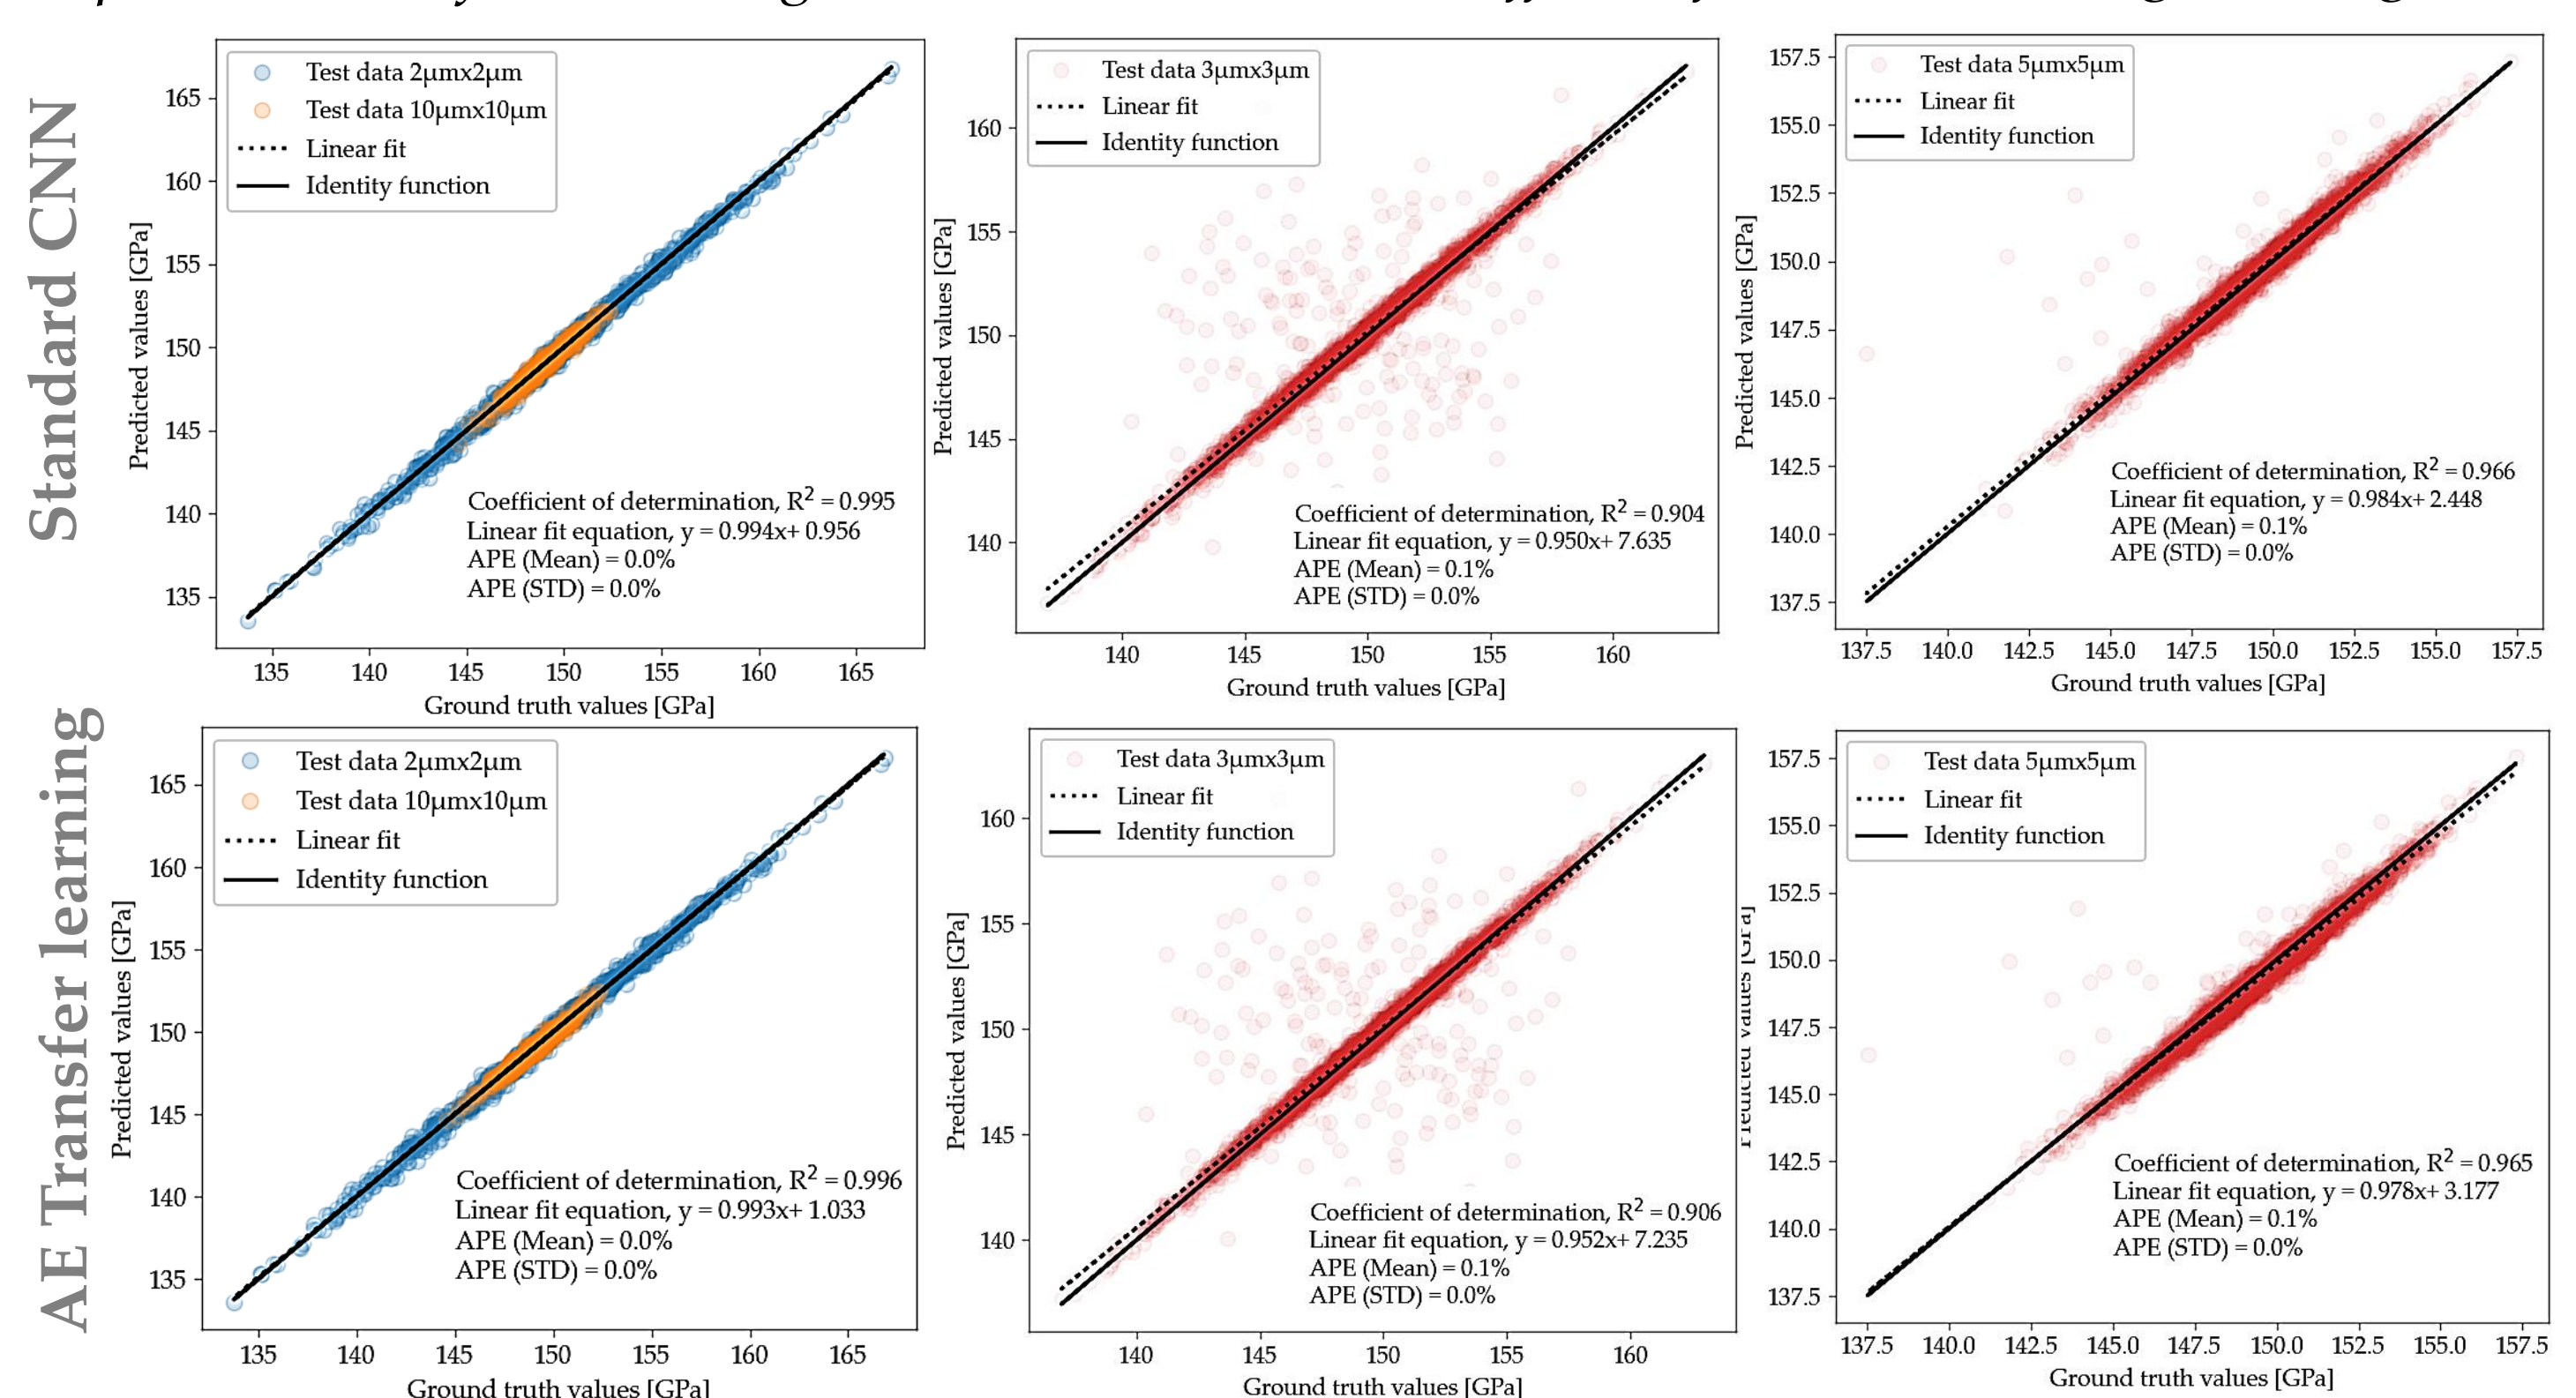 Standard CNN
Test data 2μmx2μm
Test data 10μmx10μm
Linear fit
Identity function
165
160
155
150
145
140
135
Predicted values [GPa]
Coefficient of determination, R² = 0.995
Linear fit equation, y = 0.994x+ 0.956
APE (Mean) = 0.0%
APE (STD) = 0.0%
135 140 145 150 155 160 165
Ground truth values [GPa]
Test data 3μmx3μm
Linear fit
Identity function
160
155
150
145
140
Predicted values [GPa]
Coefficient of determination, R² = 0.904
Linear fit equation, y = 0.950x+ 7.635
APE (Mean) = 0.1%
APE (STD) = 0.0%
140 145 150 155 160
Ground truth values [GPa]
Test data 5μmx5μm
Linear fit
Identity function
157.5
155.0
152.5
150.0
147.5
145.0
142.5
140.0
137.5
Predicted values [GPa]
Coefficient of determination, R² = 0.966
Linear fit equation, y = 0.984x+ 2.448
APE (Mean) = 0.1%
APE (STD) = 0.0%
137.5 140.0 142.5 145.0 147.5 150.0 152.5 155.0 157.5
Ground truth values [GPa]
AE Transfer learning
Test data 2μmx2μm
Test data 10μmx10μm
Linear fit
Identity function
165
160
155
150
145
140
135
Predicted values [GPa]
Coefficient of determination, R² = 0.996
Linear fit equation, y = 0.993x+ 1.033
APE (Mean) = 0.0%
APE (STD) = 0.0%
135 140 145 150 155 160 165
Ground truth values [GPa]
Test data 3μmx3μm
Linear fit
Identity function
160
155
150
145
140
Predicted values [GPa]
Coefficient of determination, R² = 0.906
Linear fit equation, y = 0.952x+ 7.235
APE (Mean) = 0.1%
APE (STD) = 0.0%
140 145 150 155 160
Ground truth values [GPa]
Test data 5μmx5μm
Linear fit
Identity function
157.5
155.0
152.5
150.0
147.5
145.0
142.5
140.0
137.5
Predicted values [GPa]
Coefficient of determination, R² = 0.965
Linear fit equation, y = 0.978x+ 3.177
APE (Mean) = 0.1%
APE (STD) = 0.0%
137.5 140.0 142.5 145.0 147.5 150.0 152.5 155.0 157.5
Ground truth values [GPa]